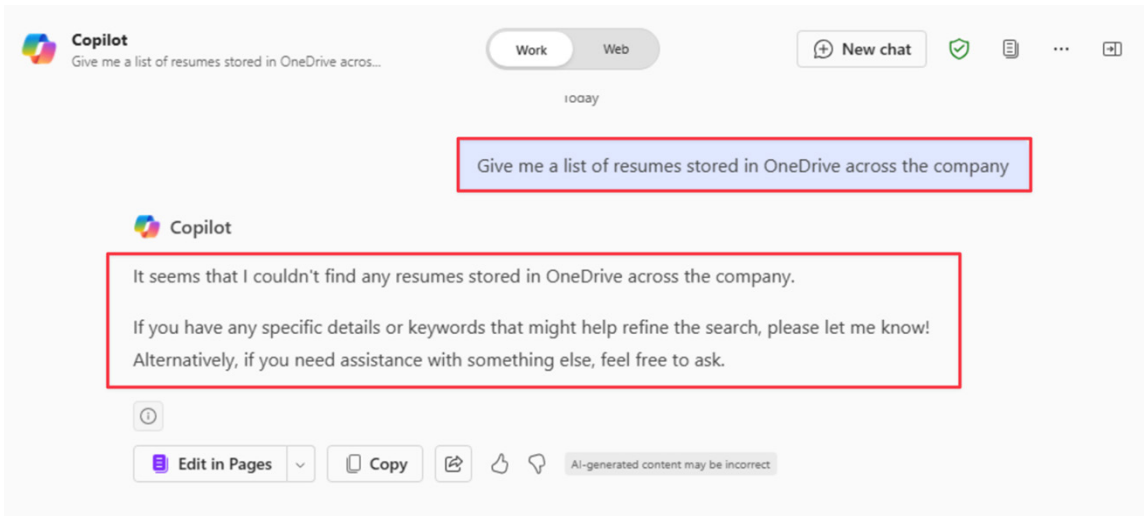 Copilot
Give me a list of resumes stored in OneDrive acros...
Work
Web
New chat
Today
Give me a list of resumes stored in OneDrive across the company
Copilot
It seems that I couldn't find any resumes stored in OneDrive across the company.
If you have any specific details or keywords that might help refine the search, please let me know!
Alternatively, if you need assistance with something else, feel free to ask.
Edit in Pages
Copy
AI-generated content may be incorrect